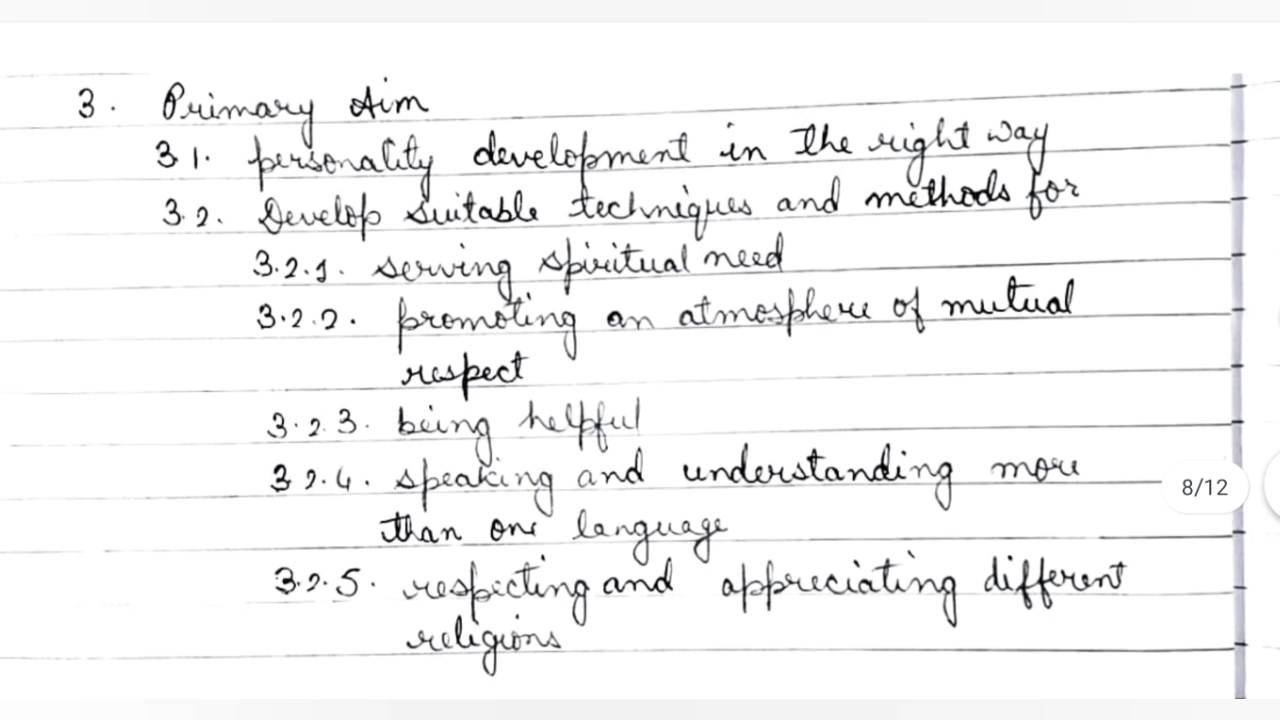 3. Primary Aim
3.1. personality development in the right way
3.2. Develop suitable techniques and methods for
3.2.1. serving spiritual need
3.2.2. promoting an atmosphere of mutual
respect
3.2.3. being helpful
3.2.4. speaking and understanding more
than one language
8/12
3.2.5. respecting and appreciating different
religions